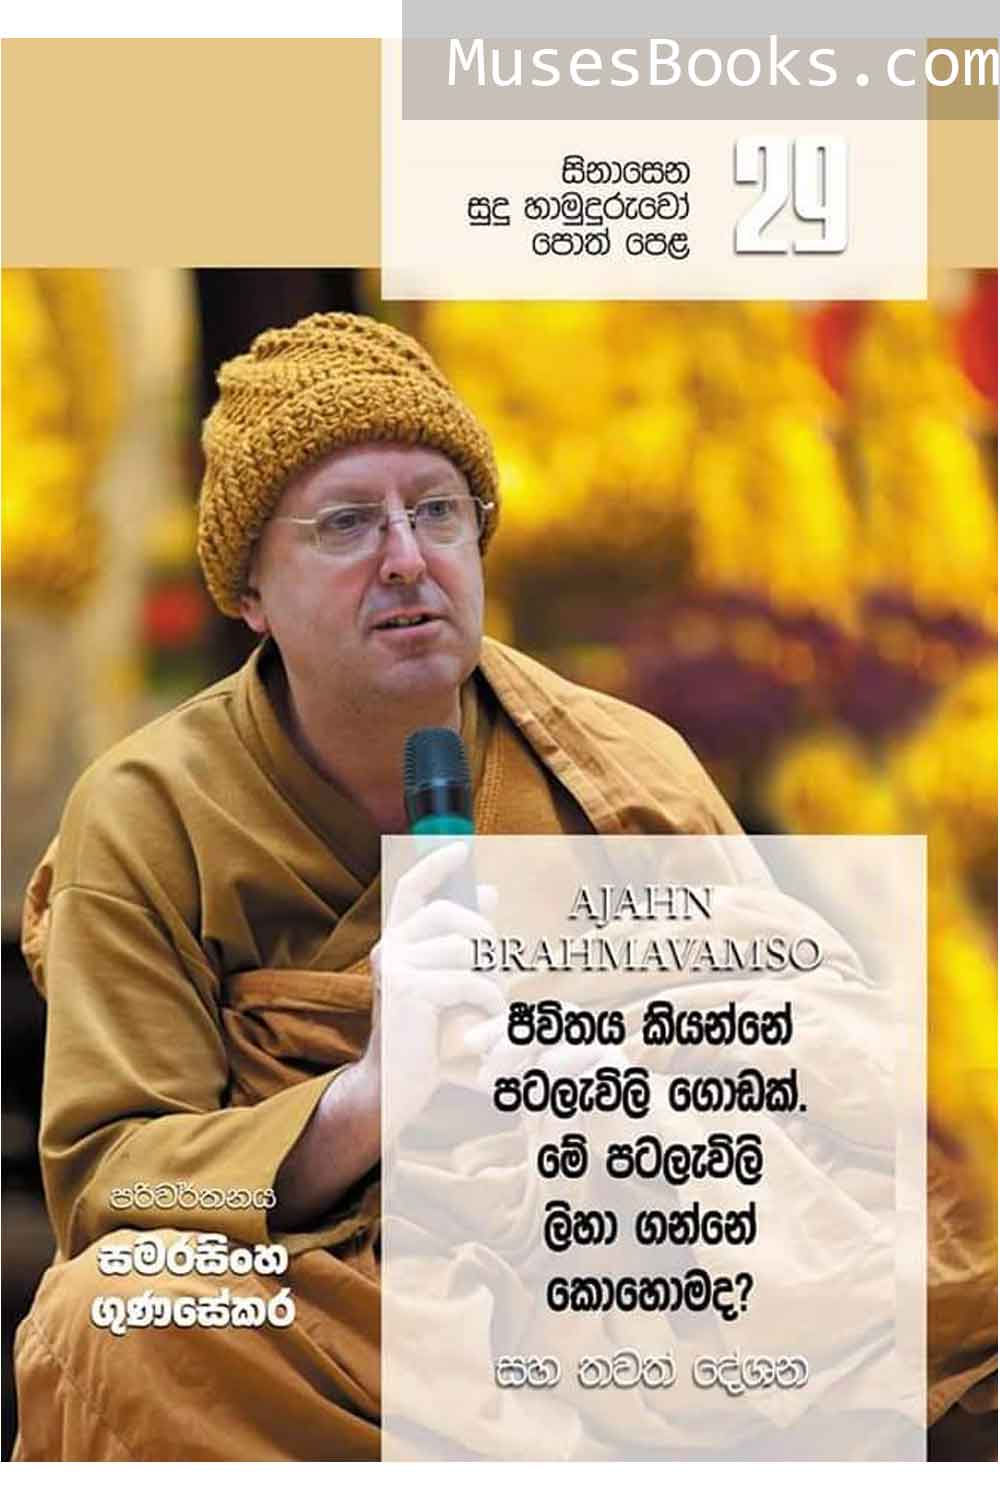 MusesBooks.com
සිනාසෙන
සුදු හාමුදුරුවෝ
පොත් පෙළ
29
AJAHN
BRAHMAVAMSO
ජීවිතය කියන්නේ
පටලැවිලි ගොඩක්.
මේ පටලැවිලි
ලිහා ගන්නේ
කොහොමද?
සහ තවත් දේශන
පරිවර්තනය
සමරසිංහ
ගුණසේකර